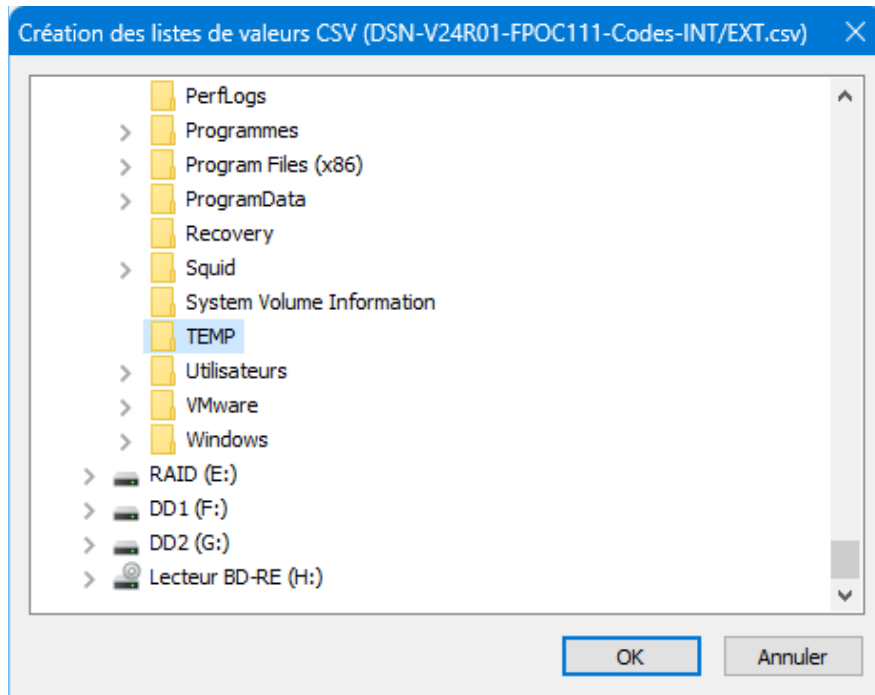 Création des listes de valeurs CSV (DSN-V24R01-FPOC111-Codes-INT/EXT.csv)
PerfLogs
Programmes
Program Files (x86)
ProgramData
Recovery
Squid
System Volume Information
TEMP
Utilisateurs
VMware
Windows
RAID (E:)
DD1 (F:)
DD2 (G:)
Lecteur BD-RE (H:)
OK Annuler